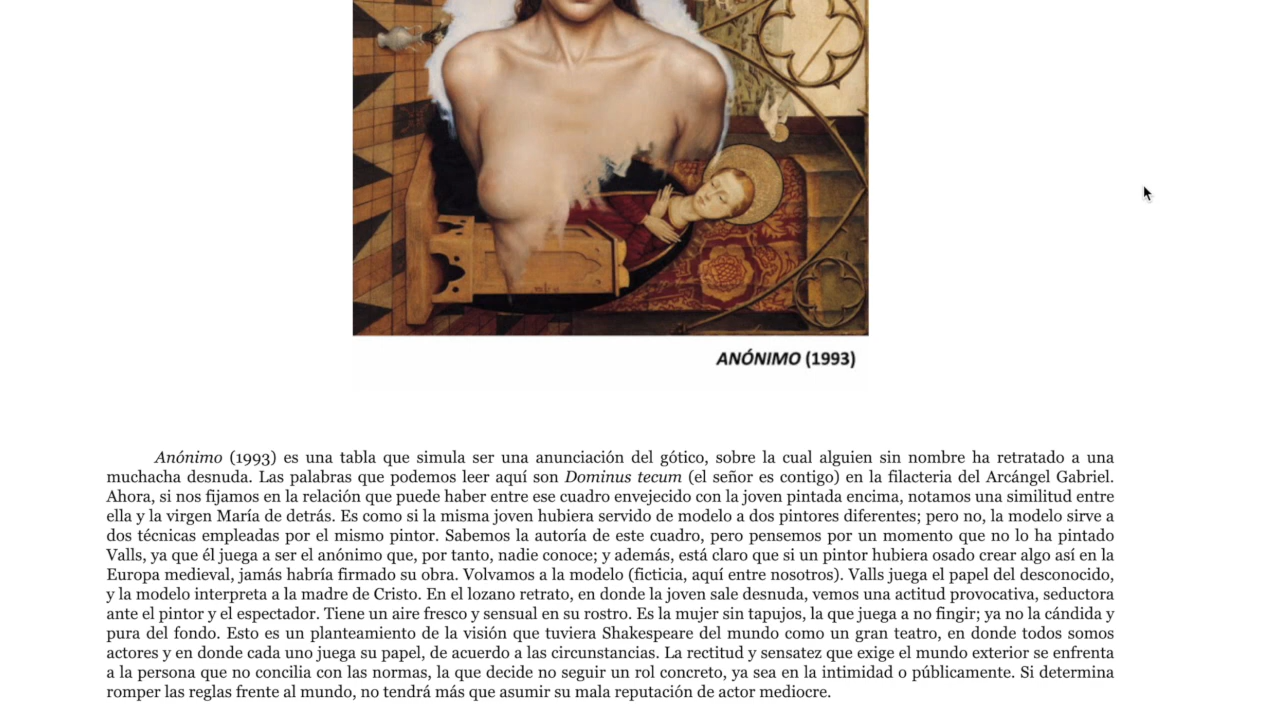 ANÓNIMO (1993)
Anónimo (1993) es una tabla que simula ser una anunciación del gótico, sobre la cual alguien sin nombre ha retratado a una
muchacha desnuda. Las palabras que podemos leer aquí son Dominus tecum (el señor es contigo) en la filacteria del Arcángel Gabriel.
Ahora, si nos fijamos en la relación que puede haber entre ese cuadro envejecido con la joven pintada encima, notamos una similitud entre
ella y la virgen María de detrás. Es como si la misma joven hubiera servido de modelo a dos pintores diferentes; pero no, la modelo sirve a
dos técnicas empleadas por el mismo pintor. Sabemos la autoría de este cuadro, pero pensemos por un momento que no lo ha pintado
Valls, ya que él juega a ser el anónimo que, por tanto, nadie conoce; y además, está claro que si un pintor hubiera osado crear algo así en la
Europa medieval, jamás habría firmado su obra. Volvamos a la modelo (ficticia, aquí entre nosotros). Valls juega el papel del desconocido,
y la modelo interpreta a la madre de Cristo. En el lozano retrato, en donde la joven sale desnuda, vemos una actitud provocativa, seductora
ante el pintor y el espectador. Tiene un aire fresco y sensual en su rostro. Es la mujer sin tapujos, la que juega a no fingir; ya no la cándida y
pura del fondo. Esto es un planteamiento de la visión que tuviera Shakespeare del mundo como un gran teatro, en donde todos somos
actores y en donde cada uno juega su papel, de acuerdo a las circunstancias. La rectitud y sensatez que exige el mundo exterior se enfrenta
a la persona que no concilia con las normas, la que decide no seguir un rol concreto, ya sea en la intimidad o públicamente. Si determina
romper las reglas frente al mundo, no tendrá más que asumir su mala reputación de actor mediocre.